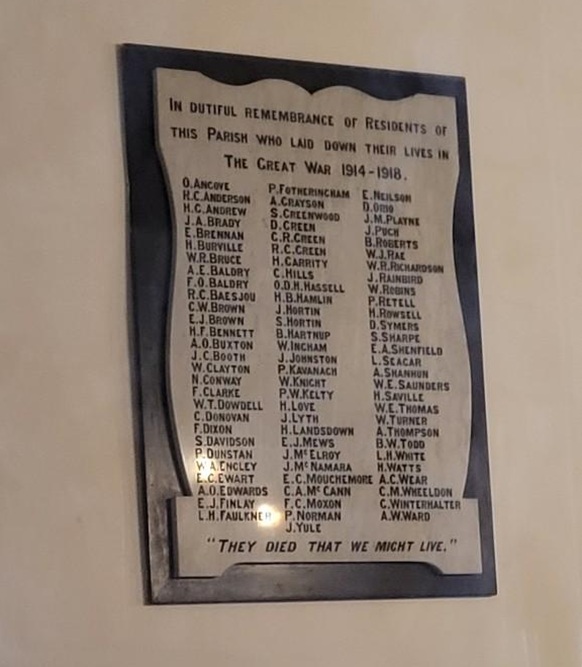 IN DUTIFUL REMEMBRANCE OF RESIDENTS OF
THIS PARISH WHO LAID DOWN THEIR LIVES IN
THE GREAT WAR 1914-1918.
O.ANCOVE
H.C.ANDERSON
H.C.ANDREW
J.A.BRADY
E.BRENNAN
H.BURVILLE
W.R.BRUCE
A.E.BALDRY
F.O.BALDRY
R.C.BAESJOU
C.W.BROWN
E.J.BROWN
H.F.BENNETT
A.O.BUXTON
J.C.BOOTH
W.CLAYTON
N.CONWAY
F.CLARKE
W.T.DOWDELL
C.DONOVAN
F.DIXON
S.DAVIDSON
P.DUNSTAN
W.A.ENGLEY
E.C.EWART
A.O.EDWARDS
E.J.FINLAY
L.H.FAULKNER
P.FOTHERINGHAM
A.GRAYSON
S.GREENWOOD
D.GREEN
C.R.GREEN
R.C.GREEN
H.GARRITY
C.HILLS
O.D.H.HASSELL
H.B.HAMLIN
J.HORTIN
S.HORTIN
B.HARTNUP
W.INCHAM
J.JOHNSTON
P.KAVANAGH
W.KNIGHT
P.W.KELTY
H.LOVE
J.LYTH
H.LANDSDOWN
E.J.MEWS
J.MCELROY
J.MCNAMARA
E.C.MOUCHEMORE
C.A.MCCANN
F.C.MOXON
P.NORMAN
J.YULE
E.NEILSON
D.OHIO
J.M.PLAYNE
J.PUCH
B.ROBERTS
W.J.RAE
W.R.RICHARDSON
J.RAINBIRD
W.ROBINS
P.RETELL
H.ROWSELL
D.SYMERS
S.SHARPE
E.A.SHENFIELD
L.SEAGAR
A.SHANHUN
W.E.SAUNDERS
H.SAVILLE
W.E.THOMAS
W.TURNER
A.THOMPSON
B.W.TODD
L.H.WHITE
H.WATTS
A.C.WEAR
C.M.WHEELDON
C.WINTERHALTER
A.W.WARD
"THEY DIED THAT WE MIGHT LIVE."